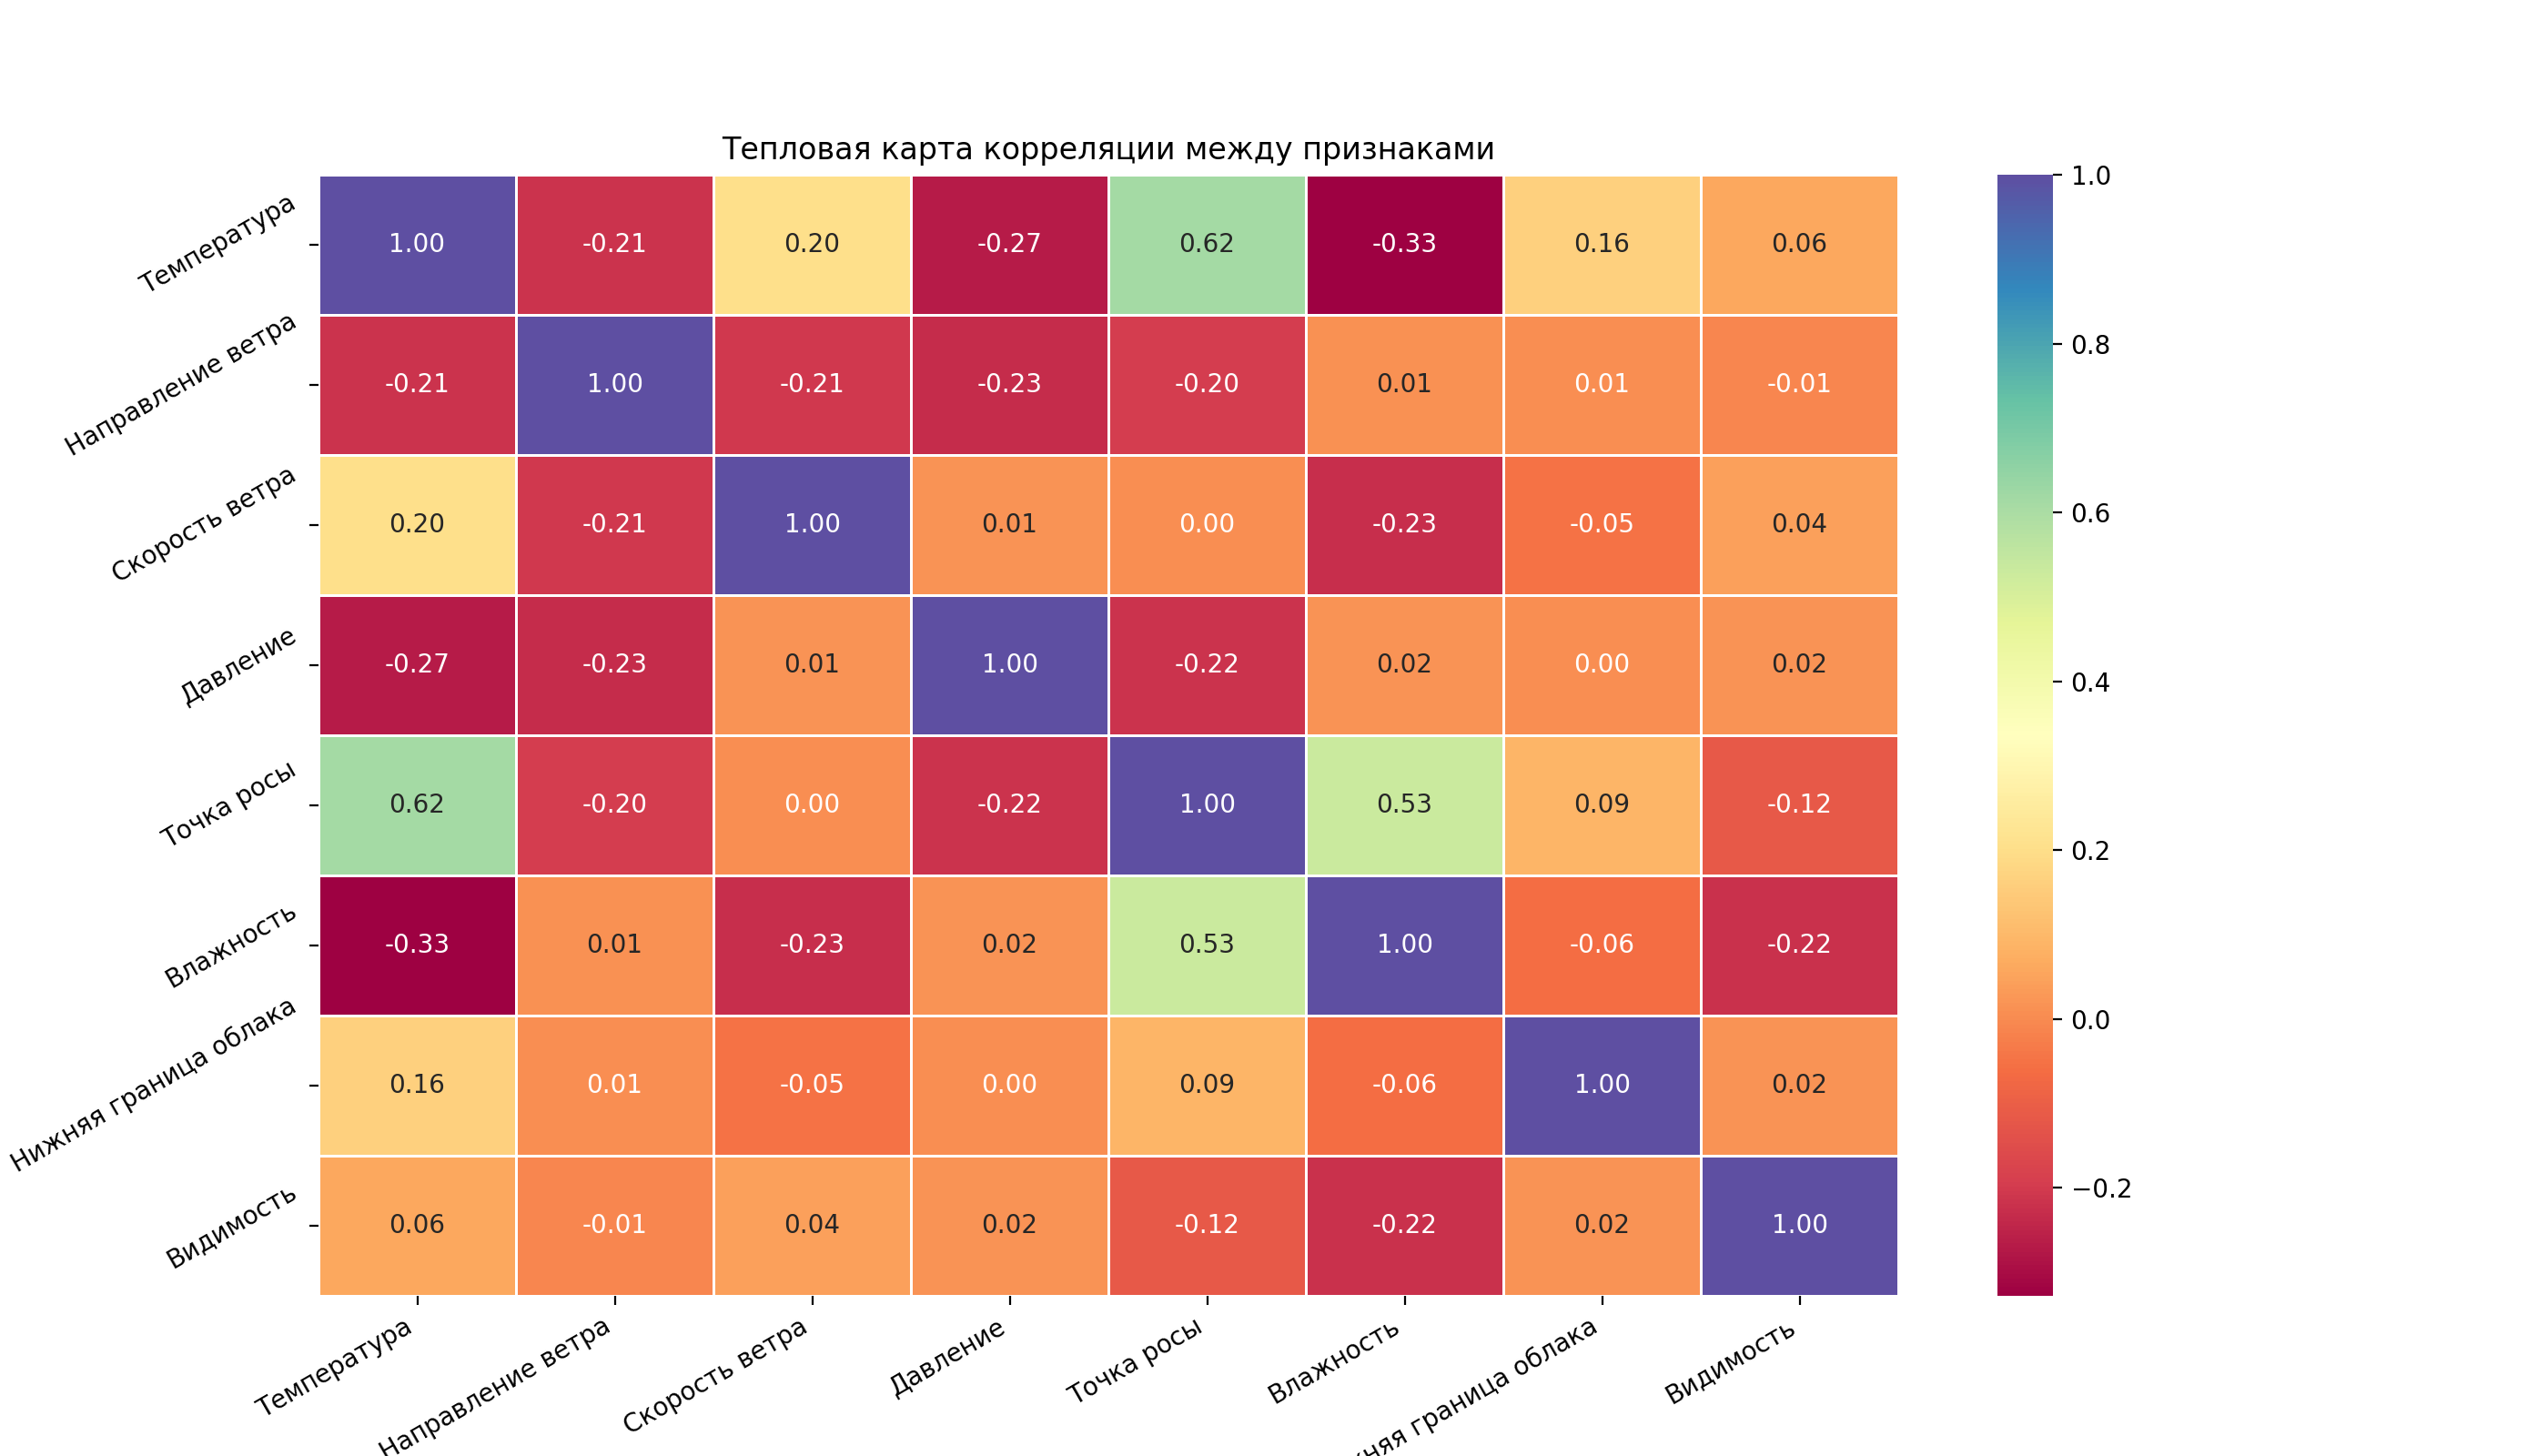 Тепловая карта корреляции между признаками
Температура 1.00 -0.21 0.20 -0.27 0.62 -0.33 0.16 0.06
Направление ветра -0.21 1.00 -0.21 -0.23 -0.20 0.01 0.01 -0.01
Скорость ветра 0.20 -0.21 1.00 0.01 0.00 -0.23 -0.05 0.04
Давление -0.27 -0.23 0.01 1.00 -0.22 0.02 0.00 0.02
Точка росы 0.62 -0.20 0.00 -0.22 1.00 0.53 0.09 -0.12
Влажность -0.33 0.01 -0.23 0.02 0.53 1.00 -0.06 -0.22
Нижняя граница облака 0.16 0.01 -0.05 0.00 0.09 -0.06 1.00 0.02
Видимость 0.06 -0.01 0.04 0.02 -0.12 -0.22 0.02 1.00
Температура
Направление ветра
Скорость ветра
Давление
Точка росы
Влажность
граница облака
Видимость
1.0
0.8
0.6
0.4
0.2
0.0
−0.2